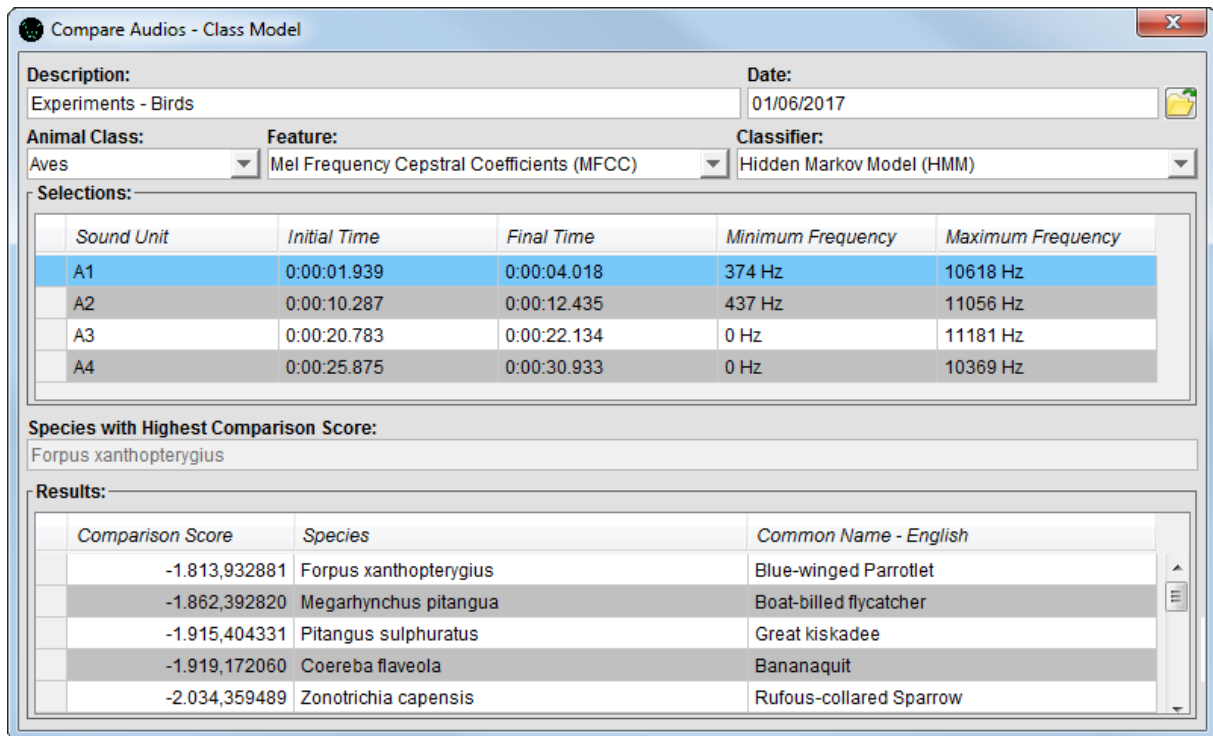 Compare Audios - Class Model
Description: Date:
Experiments - Birds 01/06/2017
Animal Class: Feature: Classifier:
Aves Mel Frequency Cepstral Coefficients (MFCC) Hidden Markov Model (HMM)
Selections:
Sound Unit Initial Time Final Time Minimum Frequency Maximum Frequency
A1 0:00:01.939 0:00:04.018 374 Hz 10618 Hz
A2 0:00:10.287 0:00:12.435 437 Hz 11056 Hz
A3 0:00:20.783 0:00:22.134 0 Hz 11181 Hz
A4 0:00:25.875 0:00:30.933 0 Hz 10369 Hz
Species with Highest Comparison Score:
Forpus xanthopterygius
Results:
Comparison Score Species Common Name - English
-1.813,932881 Forpus xanthopterygius Blue-winged Parrotlet
-1.862,392820 Megarhynchus pitangua Boat-billed flycatcher
-1.915,404331 Pitangus sulphuratus Great kiskadee
-1.919,172060 Coereba flaveola Bananaquit
-2.034,359489 Zonotrichia capensis Rufous-collared Sparrow